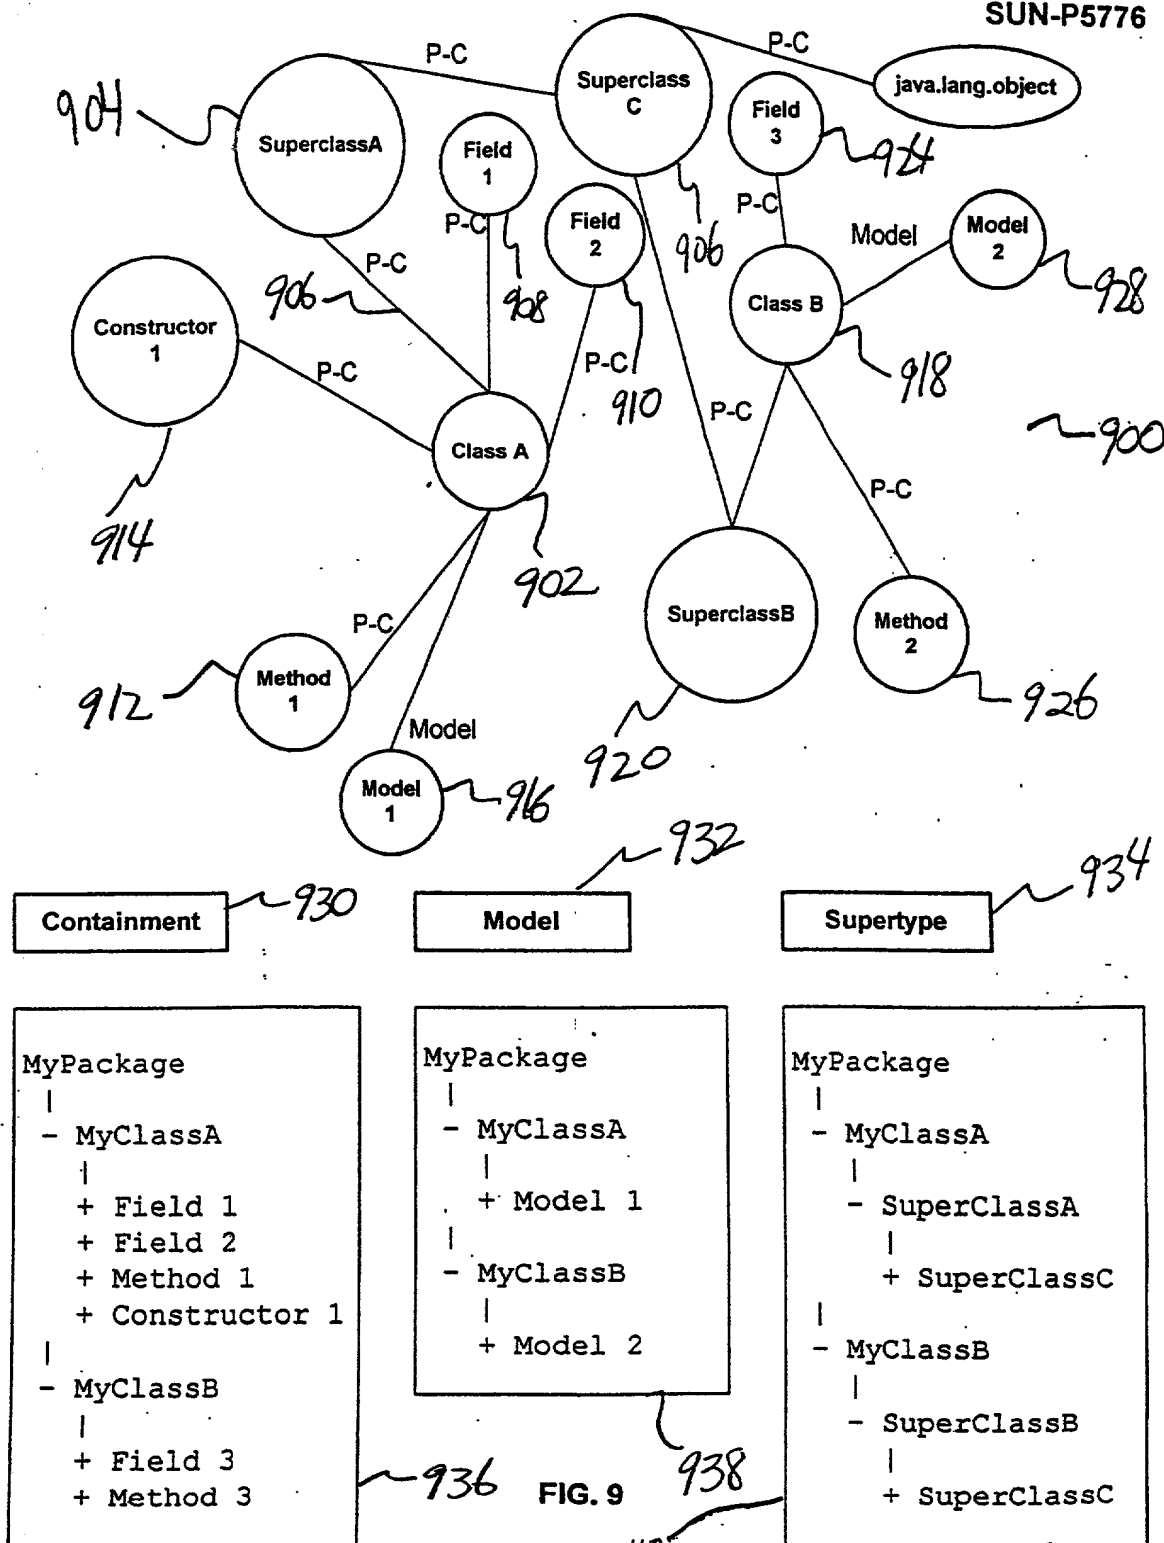 SUN-P5776
P-C
P-C
Superclass
C
java.lang.object
904
SuperclassA
Field
1
Field
3
924
P-C
Field
2
P-C
Model
Model
2
P-C
906
906
908
928
Constructor
1
Class B
P-C
P-C
910
918
P-C
900
Class A
P-C
914
902
SuperclassB
Method
2
P-C
912
Method
1
926
Model
920
Model
1
916
932
934
Containment
930
Model
Supertype
MyPackage
|
- MyClassA
|
+ Field 1
+ Field 2
+ Method 1
+ Constructor 1
|
- MyClassB
|
+ Field 3
+ Method 3
936
MyPackage
|
- MyClassA
|
+ Model 1
|
- MyClassB
|
+ Model 2
938
MyPackage
|
- MyClassA
|
- SuperClassA
|
+ SuperClassC
|
- MyClassB
|
- SuperClassB
|
+ SuperClassC
FIG. 9